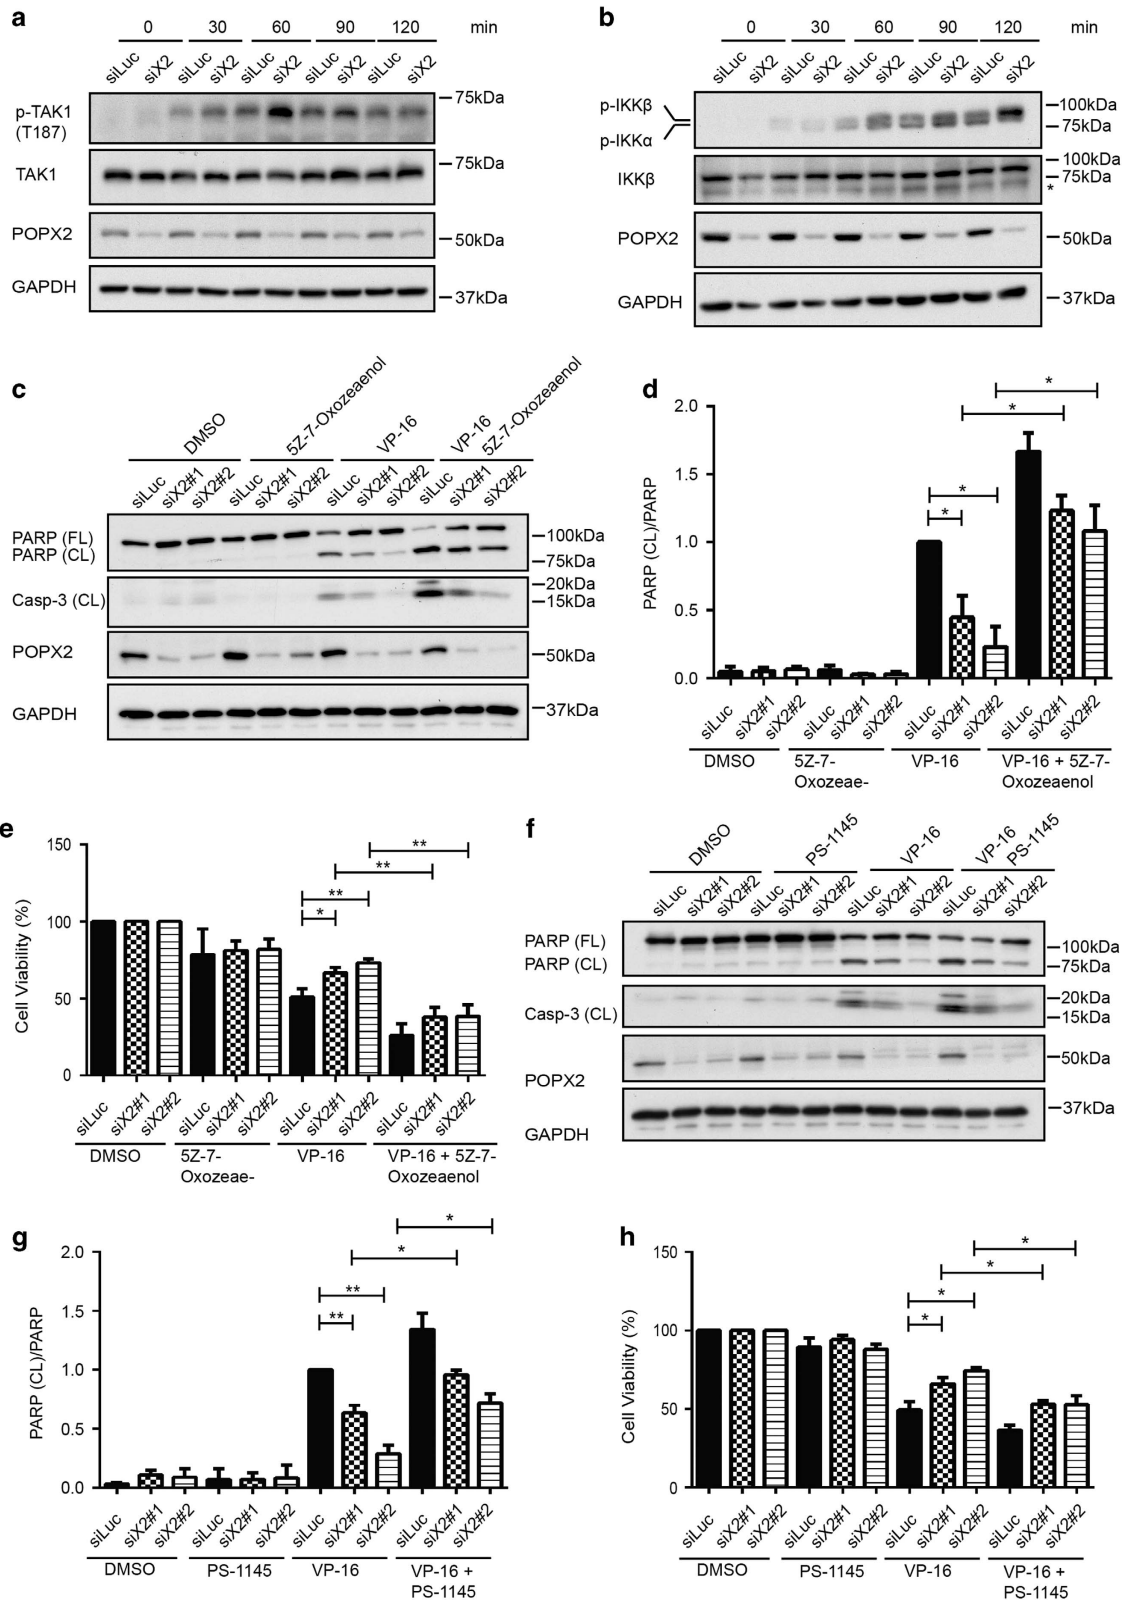 a
0 30 60 90 120 min
siLuc siX2 siLuc siX2 siLuc siX2 siLuc siX2 siLuc siX2
p-TAK1
(T187)
75kDa
TAK1
75kDa
POPX2
50kDa
GAPDH
37kDa
b
0 30 60 90 120 min
siLuc siX2 siLuc siX2 siLuc siX2 siLuc siX2 siLuc siX2
p-IKKβ
p-IKKα
100kDa
75kDa
IKKβ
100kDa
75kDa
*
POPX2
50kDa
GAPDH
37kDa
c
DMSO 5Z-7-Oxozeaenol VP-16 VP-16 5Z-7-Oxozeaenol
siLuc siX2#1 siX2#2 siLuc siX2#1 siX2#2 siLuc siX2#1 siX2#2 siLuc siX2#1 siX2#2
PARP (FL)
PARP (CL)
100kDa
75kDa
Casp-3 (CL)
20kDa
15kDa
POPX2
50kDa
GAPDH
37kDa
d
*
*
*
*
2.0
1.5
1.0
0.5
0.0
PARP (CL)/PARP
siLuc siX2#1 siX2#2 siLuc siX2#1 siX2#2 siLuc siX2#1 siX2#2 siLuc siX2#1 siX2#2
DMSO 5Z-7- VP-16 VP-16 + 5Z-7-
Oxozeae- Oxozeaenol
e
**
**
**
*
150
100
50
0
Cell Viability (%)
siLuc siX2#1 siX2#2 siLuc siX2#1 siX2#2 siLuc siX2#1 siX2#2 siLuc siX2#1 siX2#2
DMSO 5Z-7- VP-16 VP-16 + 5Z-7-
Oxozeae- Oxozeaenol
f
DMSO PS-1145 VP-16 VP-16 PS-1145
siLuc siX2#1 siX2#2 siLuc siX2#1 siX2#2 siLuc siX2#1 siX2#2 siLuc siX2#1 siX2#2
PARP (FL)
PARP (CL)
100kDa
75kDa
Casp-3 (CL)
20kDa
15kDa
POPX2
50kDa
GAPDH
37kDa
g
*
*
**
**
2.0
1.5
1.0
0.5
0.0
PARP (CL)/PARP
siLuc siX2#1 siX2#2 siLuc siX2#1 siX2#2 siLuc siX2#1 siX2#2 siLuc siX2#1 siX2#2
DMSO PS-1145 VP-16 VP-16 +
PS-1145
h
*
*
*
*
150
100
50
0
Cell Viability (%)
siLuc siX2#1 siX2#2 siLuc siX2#1 siX2#2 siLuc siX2#1 siX2#2 siLuc siX2#1 siX2#2
DMSO PS-1145 VP-16 VP-16 +
PS-1145